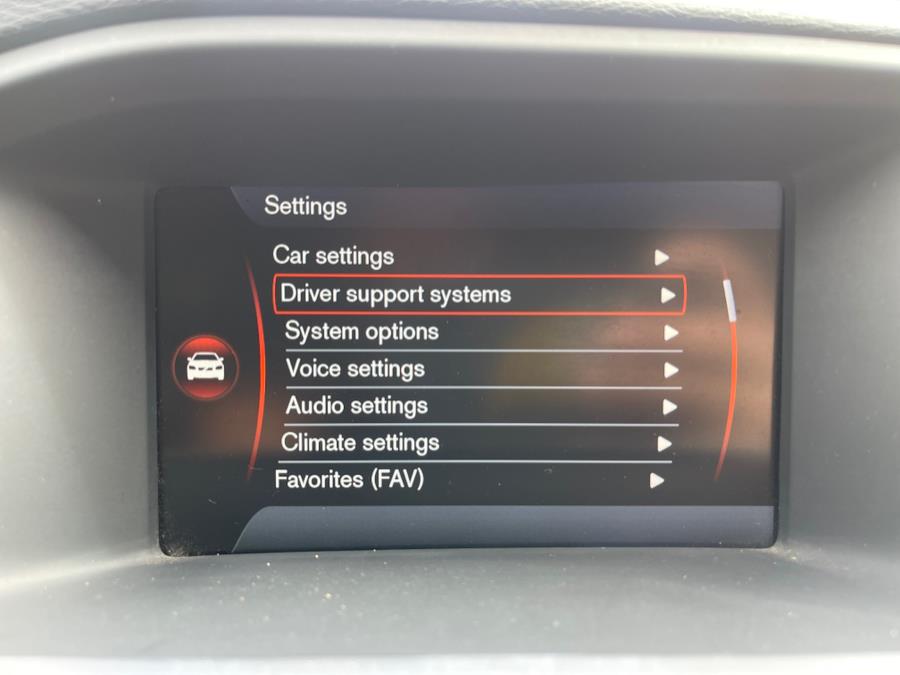 Settings
Car settings
Driver support systems
System options
Voice settings
Audio settings
Climate settings
Favorites (FAV)